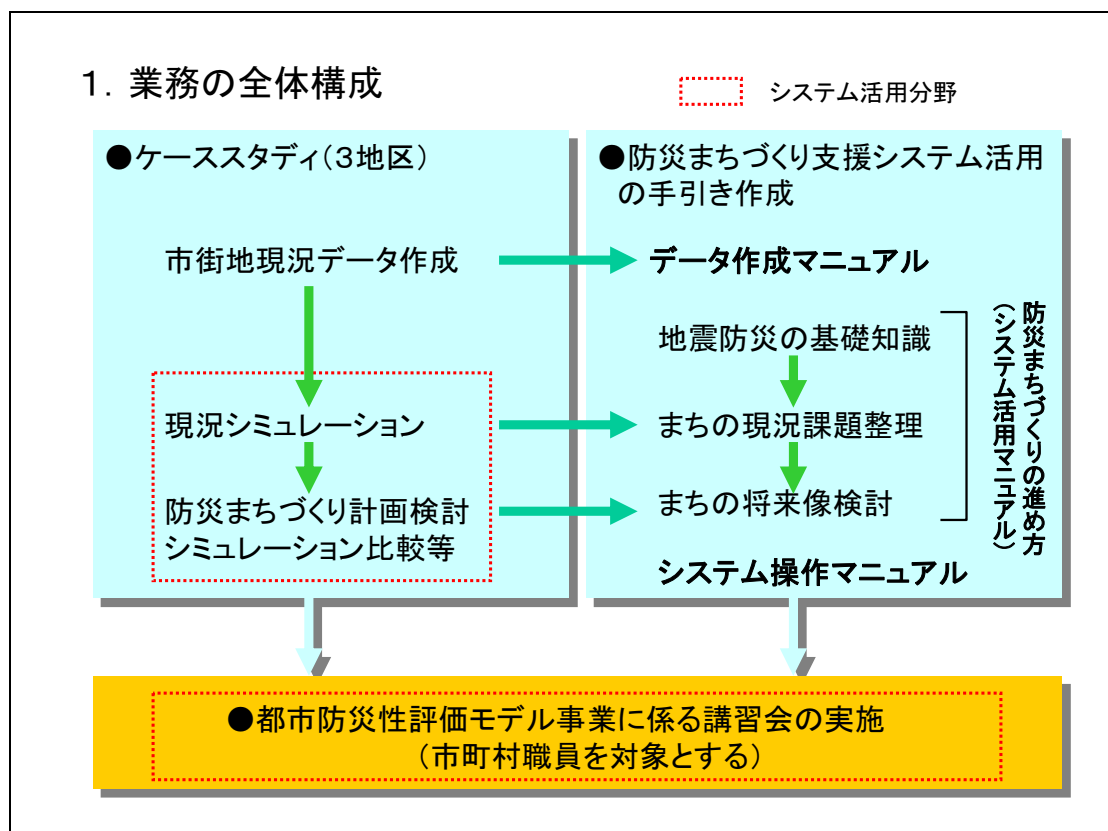 １．業務の全体構成
システム活用分野
●ケーススタディ（３地区）
市街地現況データ作成
現況シミュレーション
防災まちづくり計画検討
シミュレーション比較等
●防災まちづくり支援システム活用
の手引き作成
データ作成マニュアル
地震防災の基礎知識
まちの現況課題整理
まちの将来像検討
防災まちづくりの進め方
（システム活用マニュアル）
システム操作マニュアル
●都市防災性評価モデル事業に係る講習会の実施
（市町村職員を対象とする）